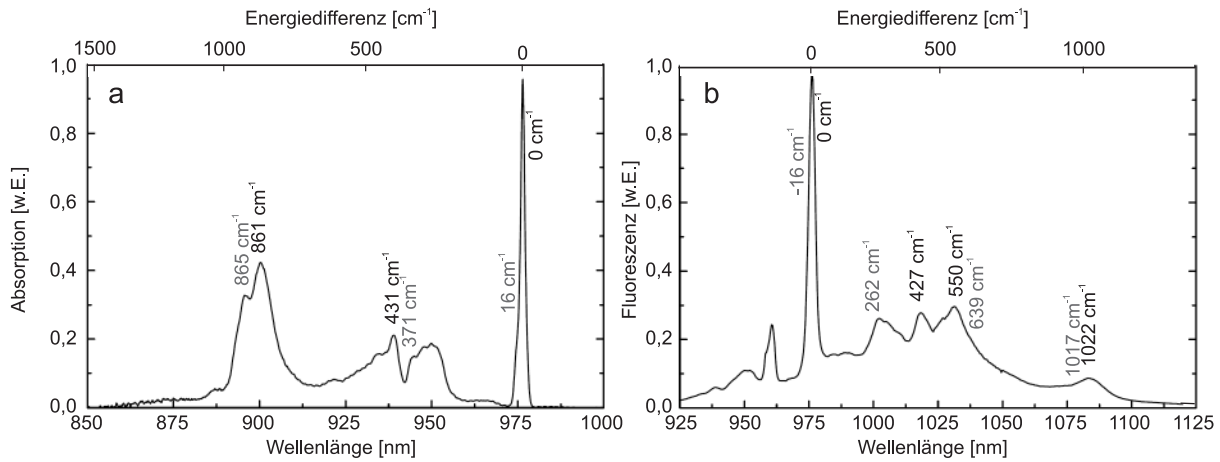 Energiedifferenz [cm⁻¹]
1500 1000 400 0
1,0
0,8
0,6
0,4
0,2
0,0
Absorption [w.E.]
a
865 cm⁻¹
861 cm⁻¹
431 cm⁻¹
371 cm⁻¹
16 cm⁻¹
0 cm⁻¹
850 875 900 925 950 975 1000
Wellenlänge [nm]
Energiedifferenz [cm⁻¹]
0 400 500 1000
1,0
0,8
0,6
0,4
0,2
0,0
Fluoreszenz [w.E.]
b
-16 cm⁻¹
0 cm⁻¹
262 cm⁻¹
427 cm⁻¹
550 cm⁻¹
639 cm⁻¹
1017 cm⁻¹
1022 cm⁻¹
925 950 975 1000 1025 1050 1075 1100 1125
Wellenlänge [nm]